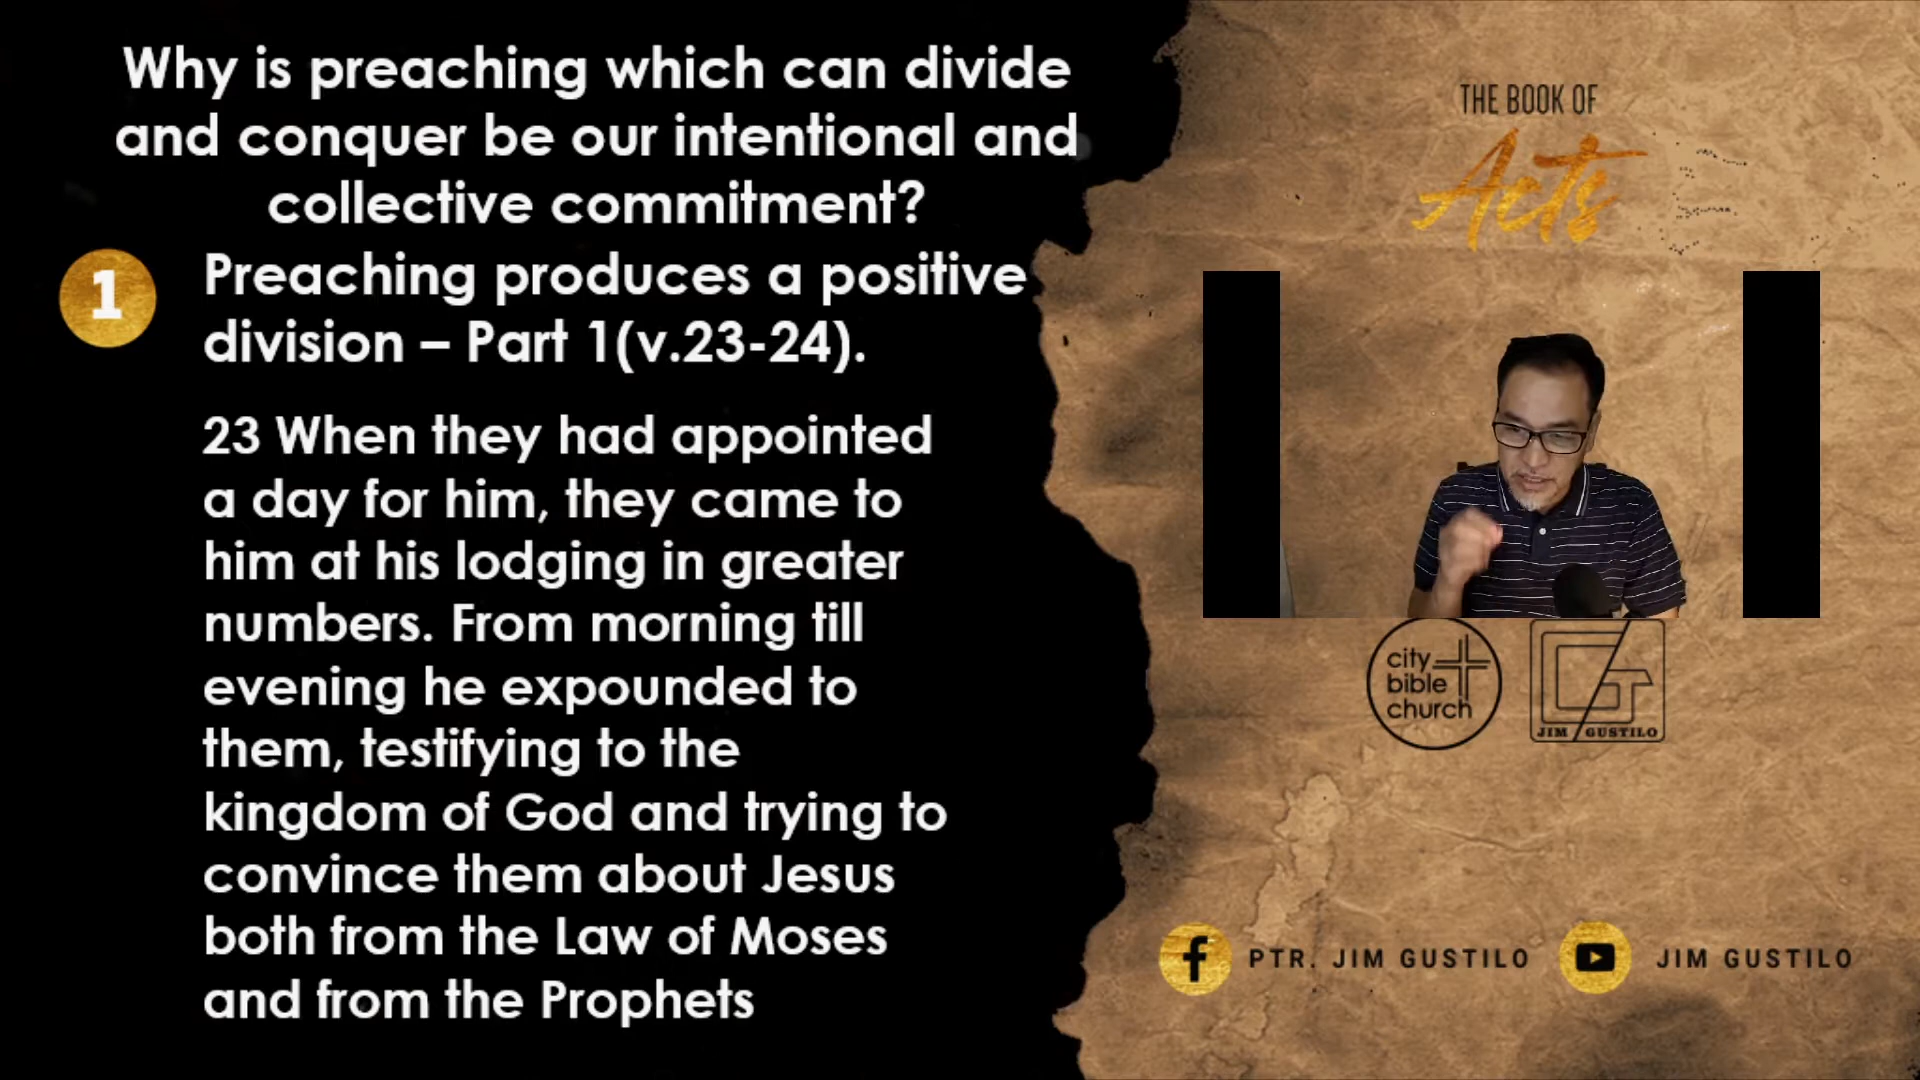 Why is preaching which can divide
and conquer be our intentional and
collective commitment?
1
Preaching produces a positive
division – Part 1(v.23-24).
23 When they had appointed
a day for him, they came to
him at his lodging in greater
numbers. From morning till
evening he expounded to
them, testifying to the
kingdom of God and trying to
convince them about Jesus
both from the Law of Moses
and from the Prophets
THE BOOK OF
Acts
city
bible
church
JIM GUSTILO
PTR. JIM GUSTILO
JIM GUSTILO